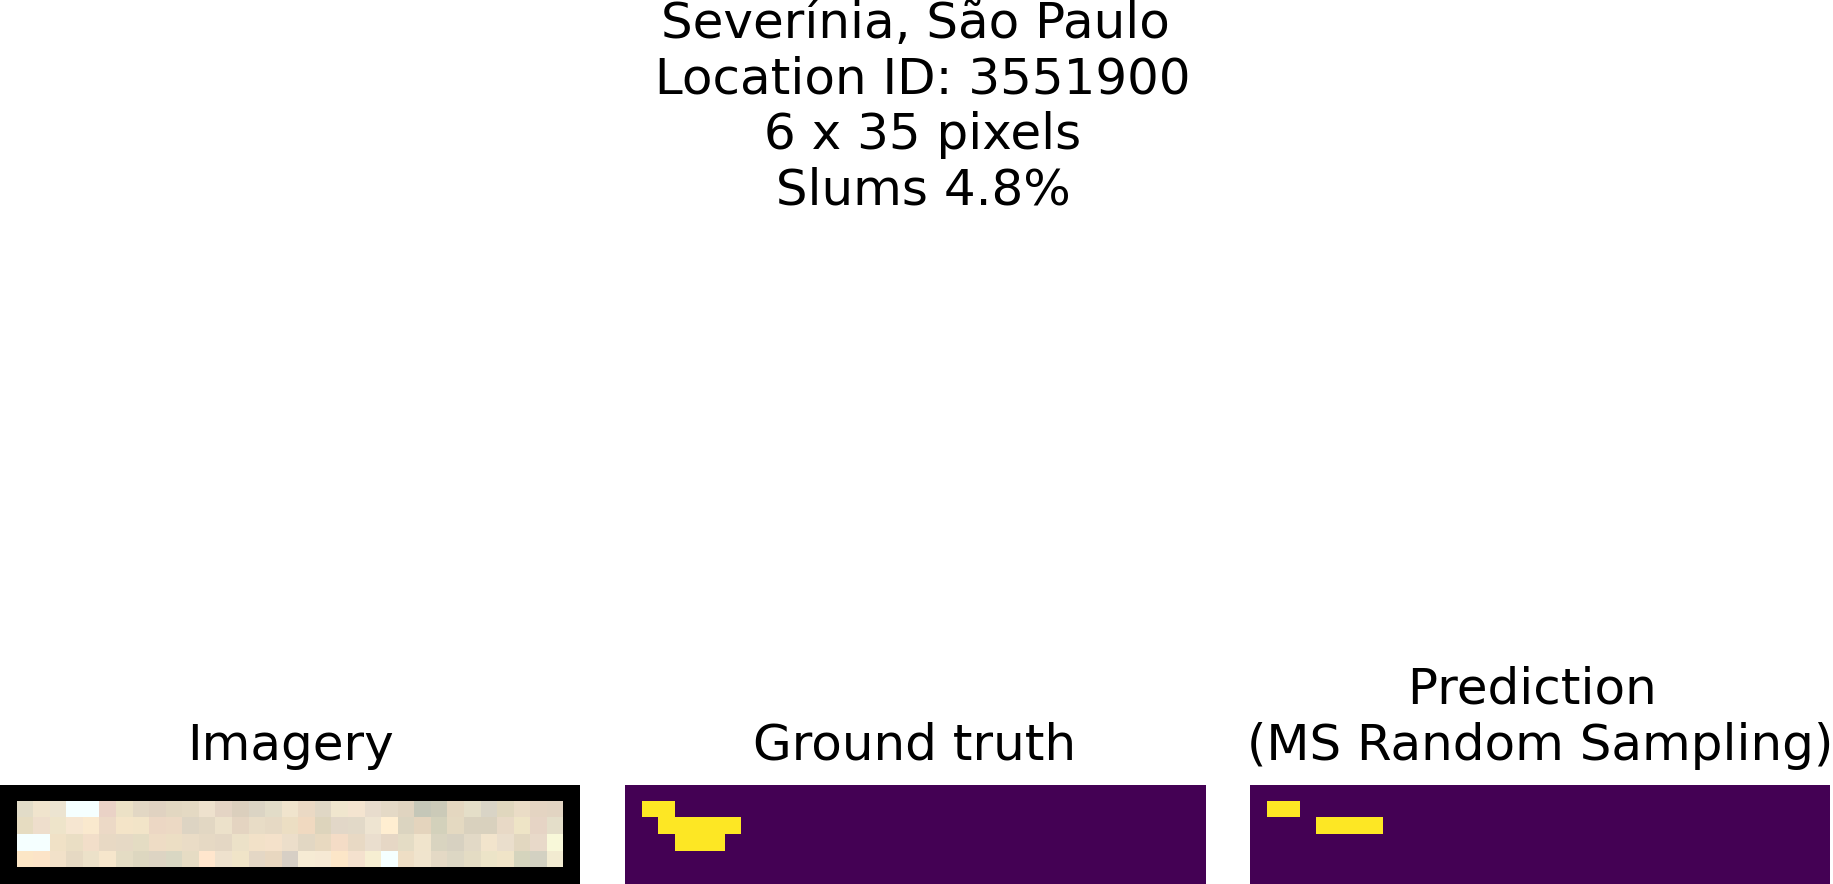 Severínia, São Paulo
Location ID: 3551900
6 x 35 pixels
Slums 4.8%
Imagery
Ground truth
Prediction
(MS Random Sampling)